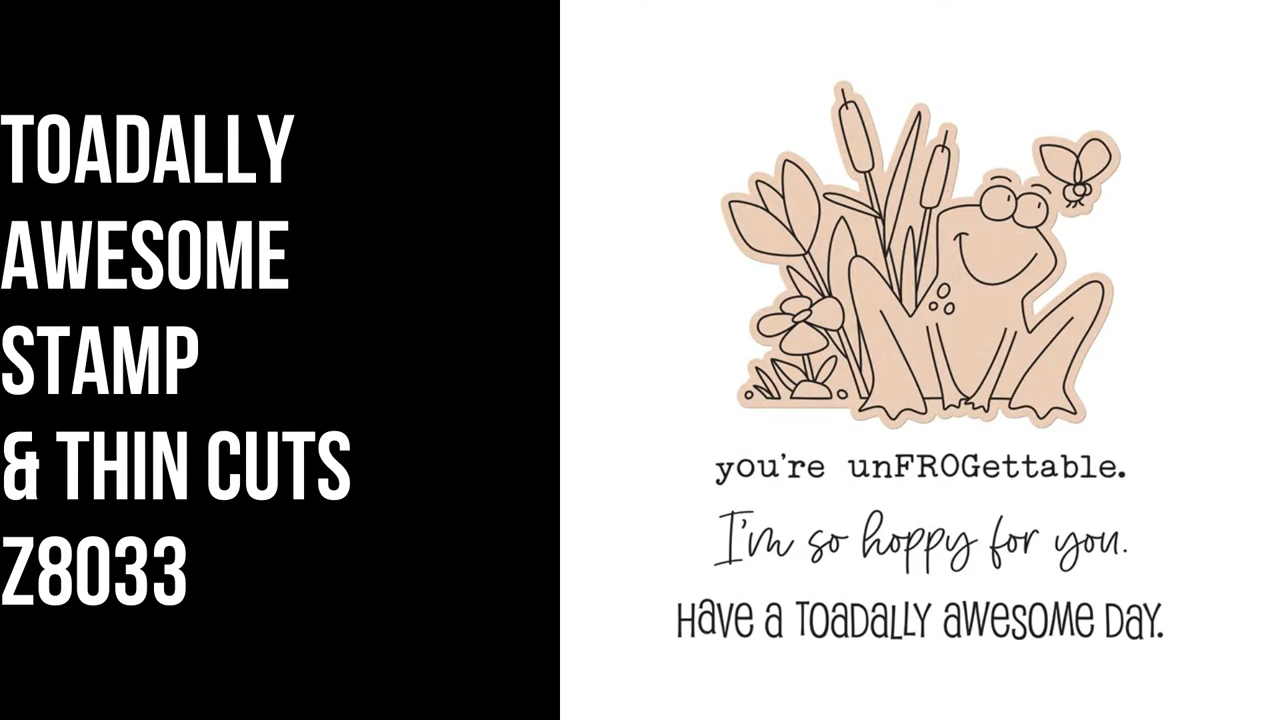 TOADALLY
AWESOME
STAMP
& THIN CUTS
Z8033
you're unFROGettable.
I'm so hoppy for you.
Have a TOADALLY AWESOME DAY.